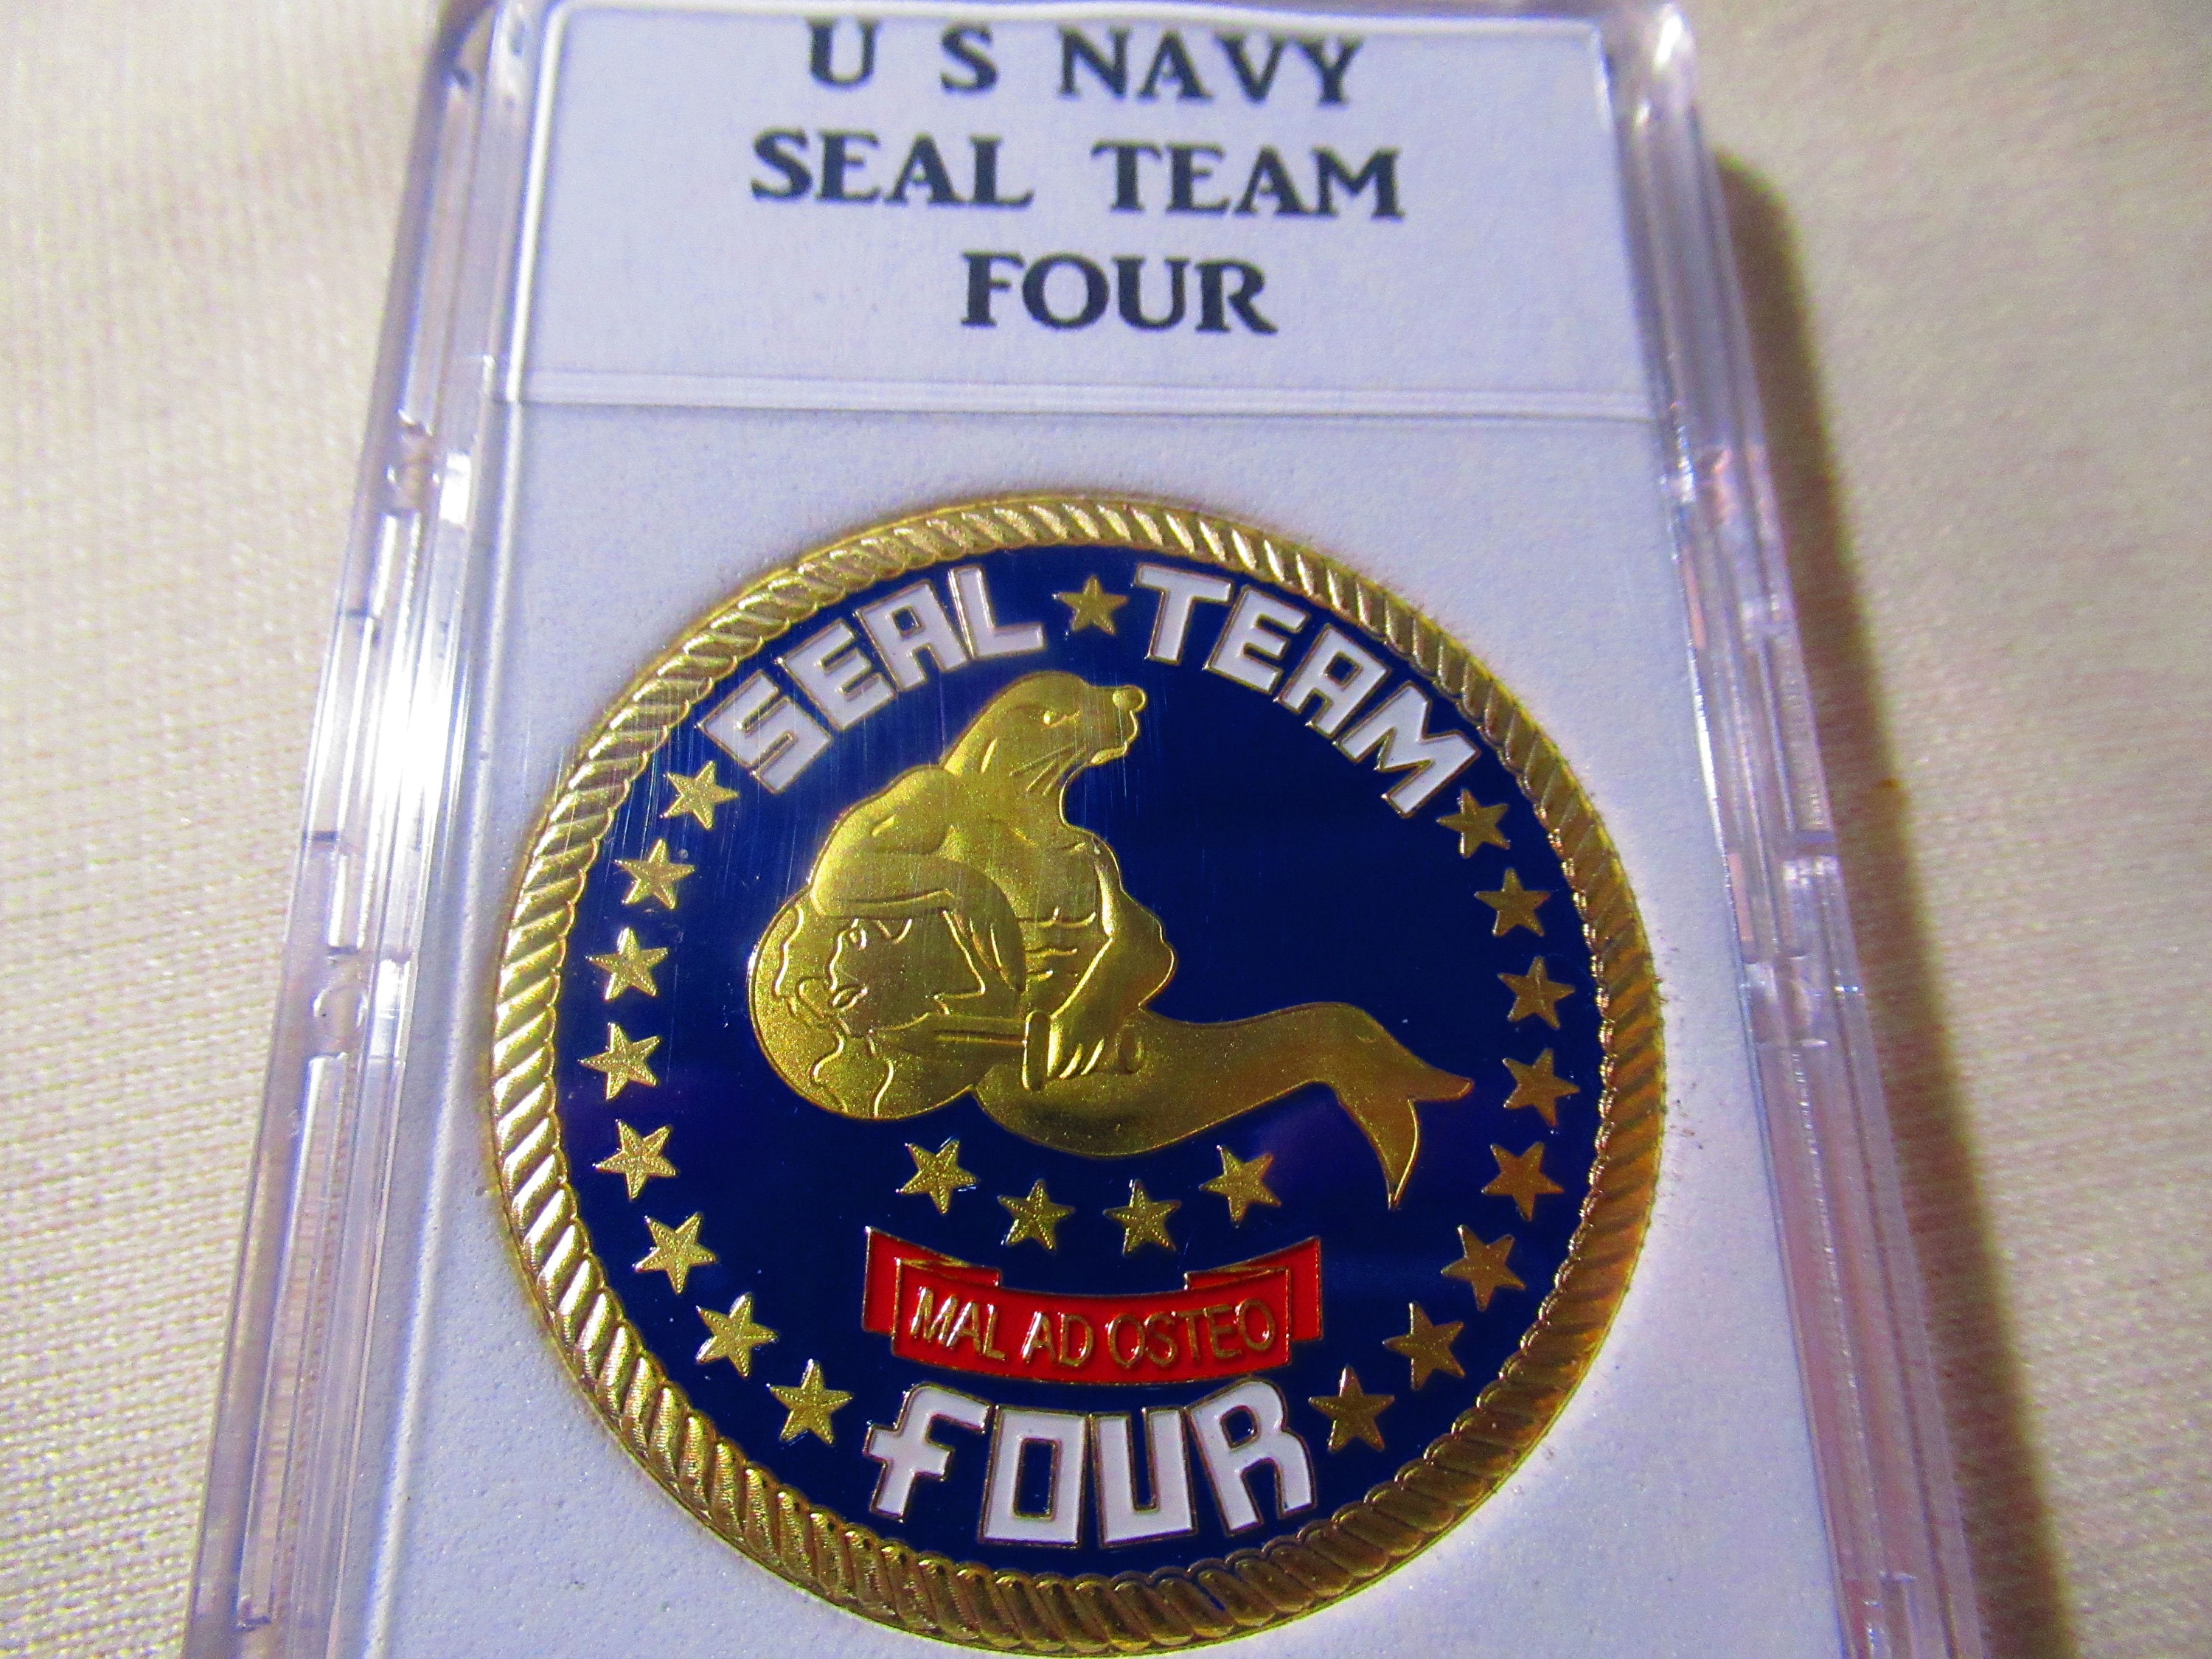 U S NAVY
SEAL TEAM
FOUR
SEAL TEAM
MAL AD OSTEO
FOUR